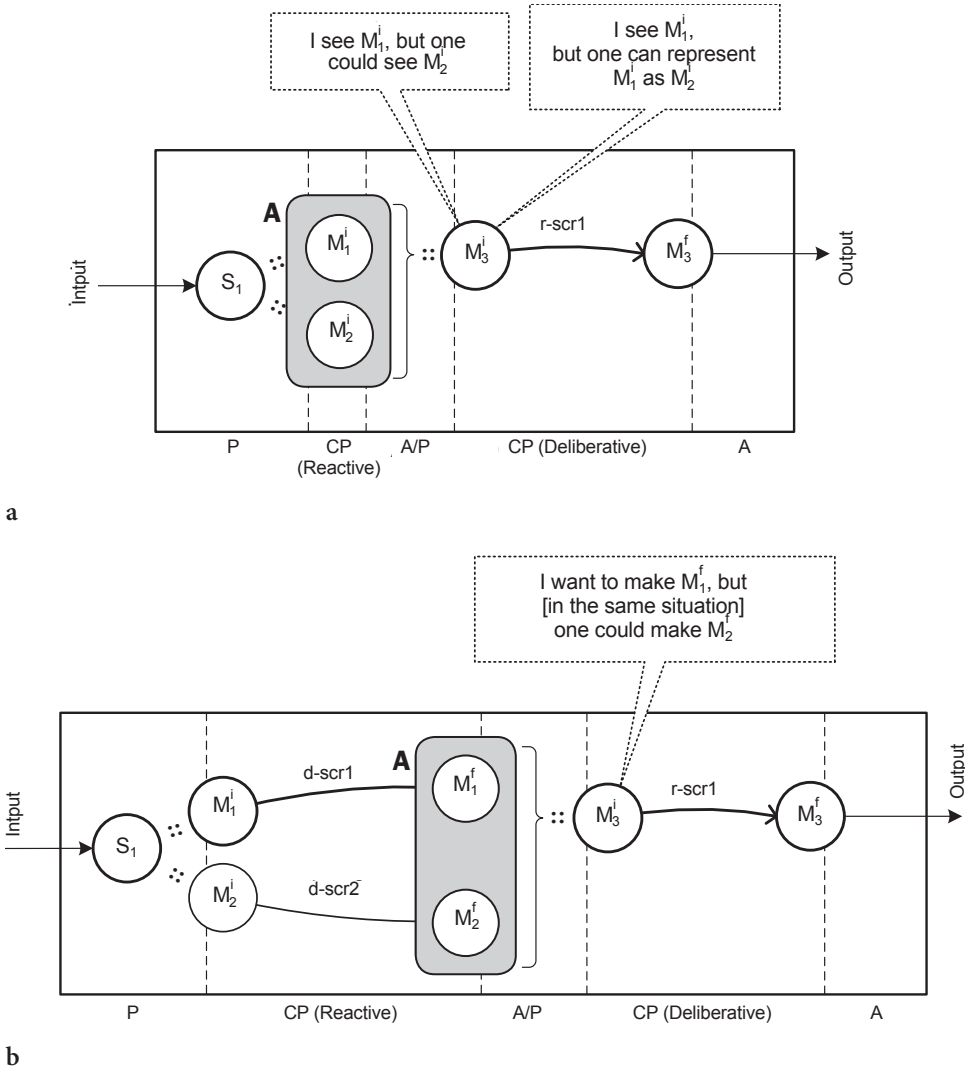 I see M₁ⁱ, but one
could see M₂ⁱ
I see M₁ⁱ,
but one can represent
M₁ⁱ as M₂ⁱ
A
M₁ⁱ
r-scr1
S₁
M₃ⁱ
M₃ᶠ
M₂ⁱ
Intput
Output
P
CP
(Reactive)
A/P
CP (Deliberative)
A
a
I want to make M₁ᶠ, but
[in the same situation]
one could make M₂ᶠ
A
d-scr1
M₁ᶠ
M₁ⁱ
r-scr1
M₃ⁱ
M₃ᶠ
S₁
M₂ⁱ
d-scr2
M₂ᶠ
Intput
Output
P
CP (Reactive)
A/P
CP (Deliberative)
A
b